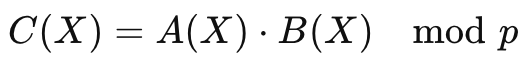 C(X) = A(X) · B(X) mod p